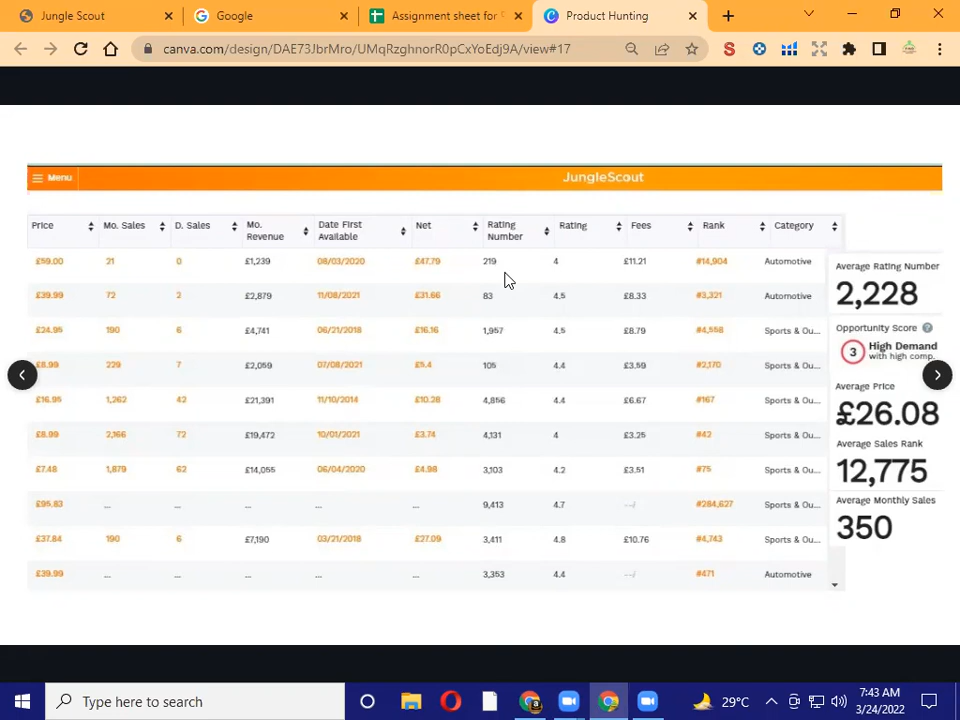 Jungle Scout
Google
Assignment sheet for
Product Hunting
canva.com/design/DAE73JbrMro/UMqRzghnorR0pCxYoEdj9A/view#17
Menu
JungleScout
Price Mo. Sales D. Sales Mo. Revenue Date First Available Net Rating Number Rating Fees Rank Category
£59.00 21 0 £1,239 08/03/2020 £47.79 219 4 £11.21 #14,904 Automotive
£39.99 72 2 £2,879 11/08/2021 £31.66 83 4.5 £8.33 #3,321 Automotive
£24.95 190 6 £4,741 06/21/2018 £16.16 1,957 4.5 £8.79 #4,558 Sports & Ou...
£8.99 229 7 £2,059 07/08/2021 £5.4 105 4.4 £3.59 #2,170 Sports & Ou...
£16.95 1,262 42 £21,391 11/10/2014 £10.28 4,856 4.4 £6.67 #167 Sports & Ou...
£8.99 2,166 72 £19,472 10/01/2021 £3.74 4,131 4 £3.25 #42 Sports & Ou...
£7.48 1,879 62 £14,055 06/04/2020 £4.98 3,103 4.2 £3.51 #75 Sports & Ou...
£95.83 ... ... ... ... ... 9,413 4.7 --/ #284,627 Sports & Ou...
£37.84 190 6 £7,190 03/21/2018 £27.09 3,411 4.8 £10.76 #4,743 Sports & Ou...
£39.99 ... ... ... ... ... 3,353 4.4 --/ #471 Automotive
Average Rating Number
2,228
Opportunity Score ?
3 High Demand
with high comp.
Average Price
£26.08
Average Sales Rank
12,775
Average Monthly Sales
350
Type here to search
29°C
7:43 AM
3/24/2022